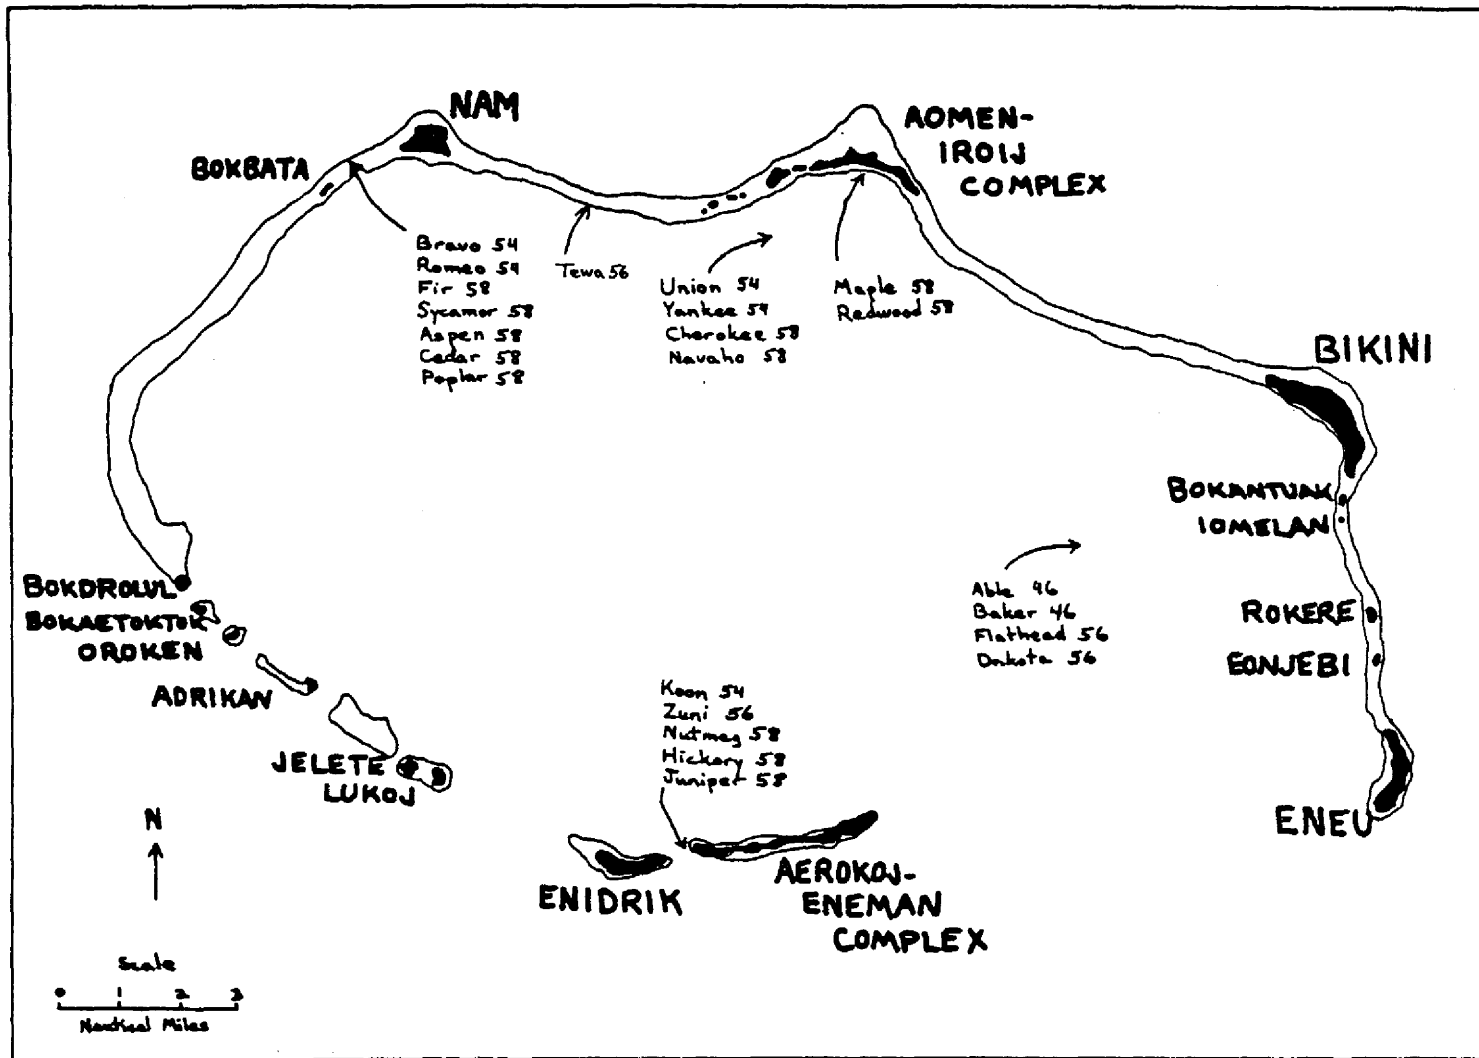 NAM
BOKBATA
AOMEN-
IROIJ
COMPLEX
Bravo 54
Romeo 54
Fir 58
Sycamor 58
Aspen 58
Cedar 58
Poplar 58
Tewa 56
Union 54
Yankee 54
Cherokee 58
Navaho 58
Maple 58
Redwood 58
BIKINI
BOKANTUAK
IOMELAN
ROKERE
EONJEBI
ENEU
Able 46
Baker 46
Flathead 56
Dakota 56
BOKDROLUL
BOKAETOKTOK
OROKEN
ADRIKAN
JELETE
LUKOJ
Koon 54
Zuni 56
Nutmeg 58
Hickory 58
Juniper 58
ENIDRIK
AEROKOJ-
ENEMAN
COMPLEX
N
Scale
0 1 2 3
Nautical Miles